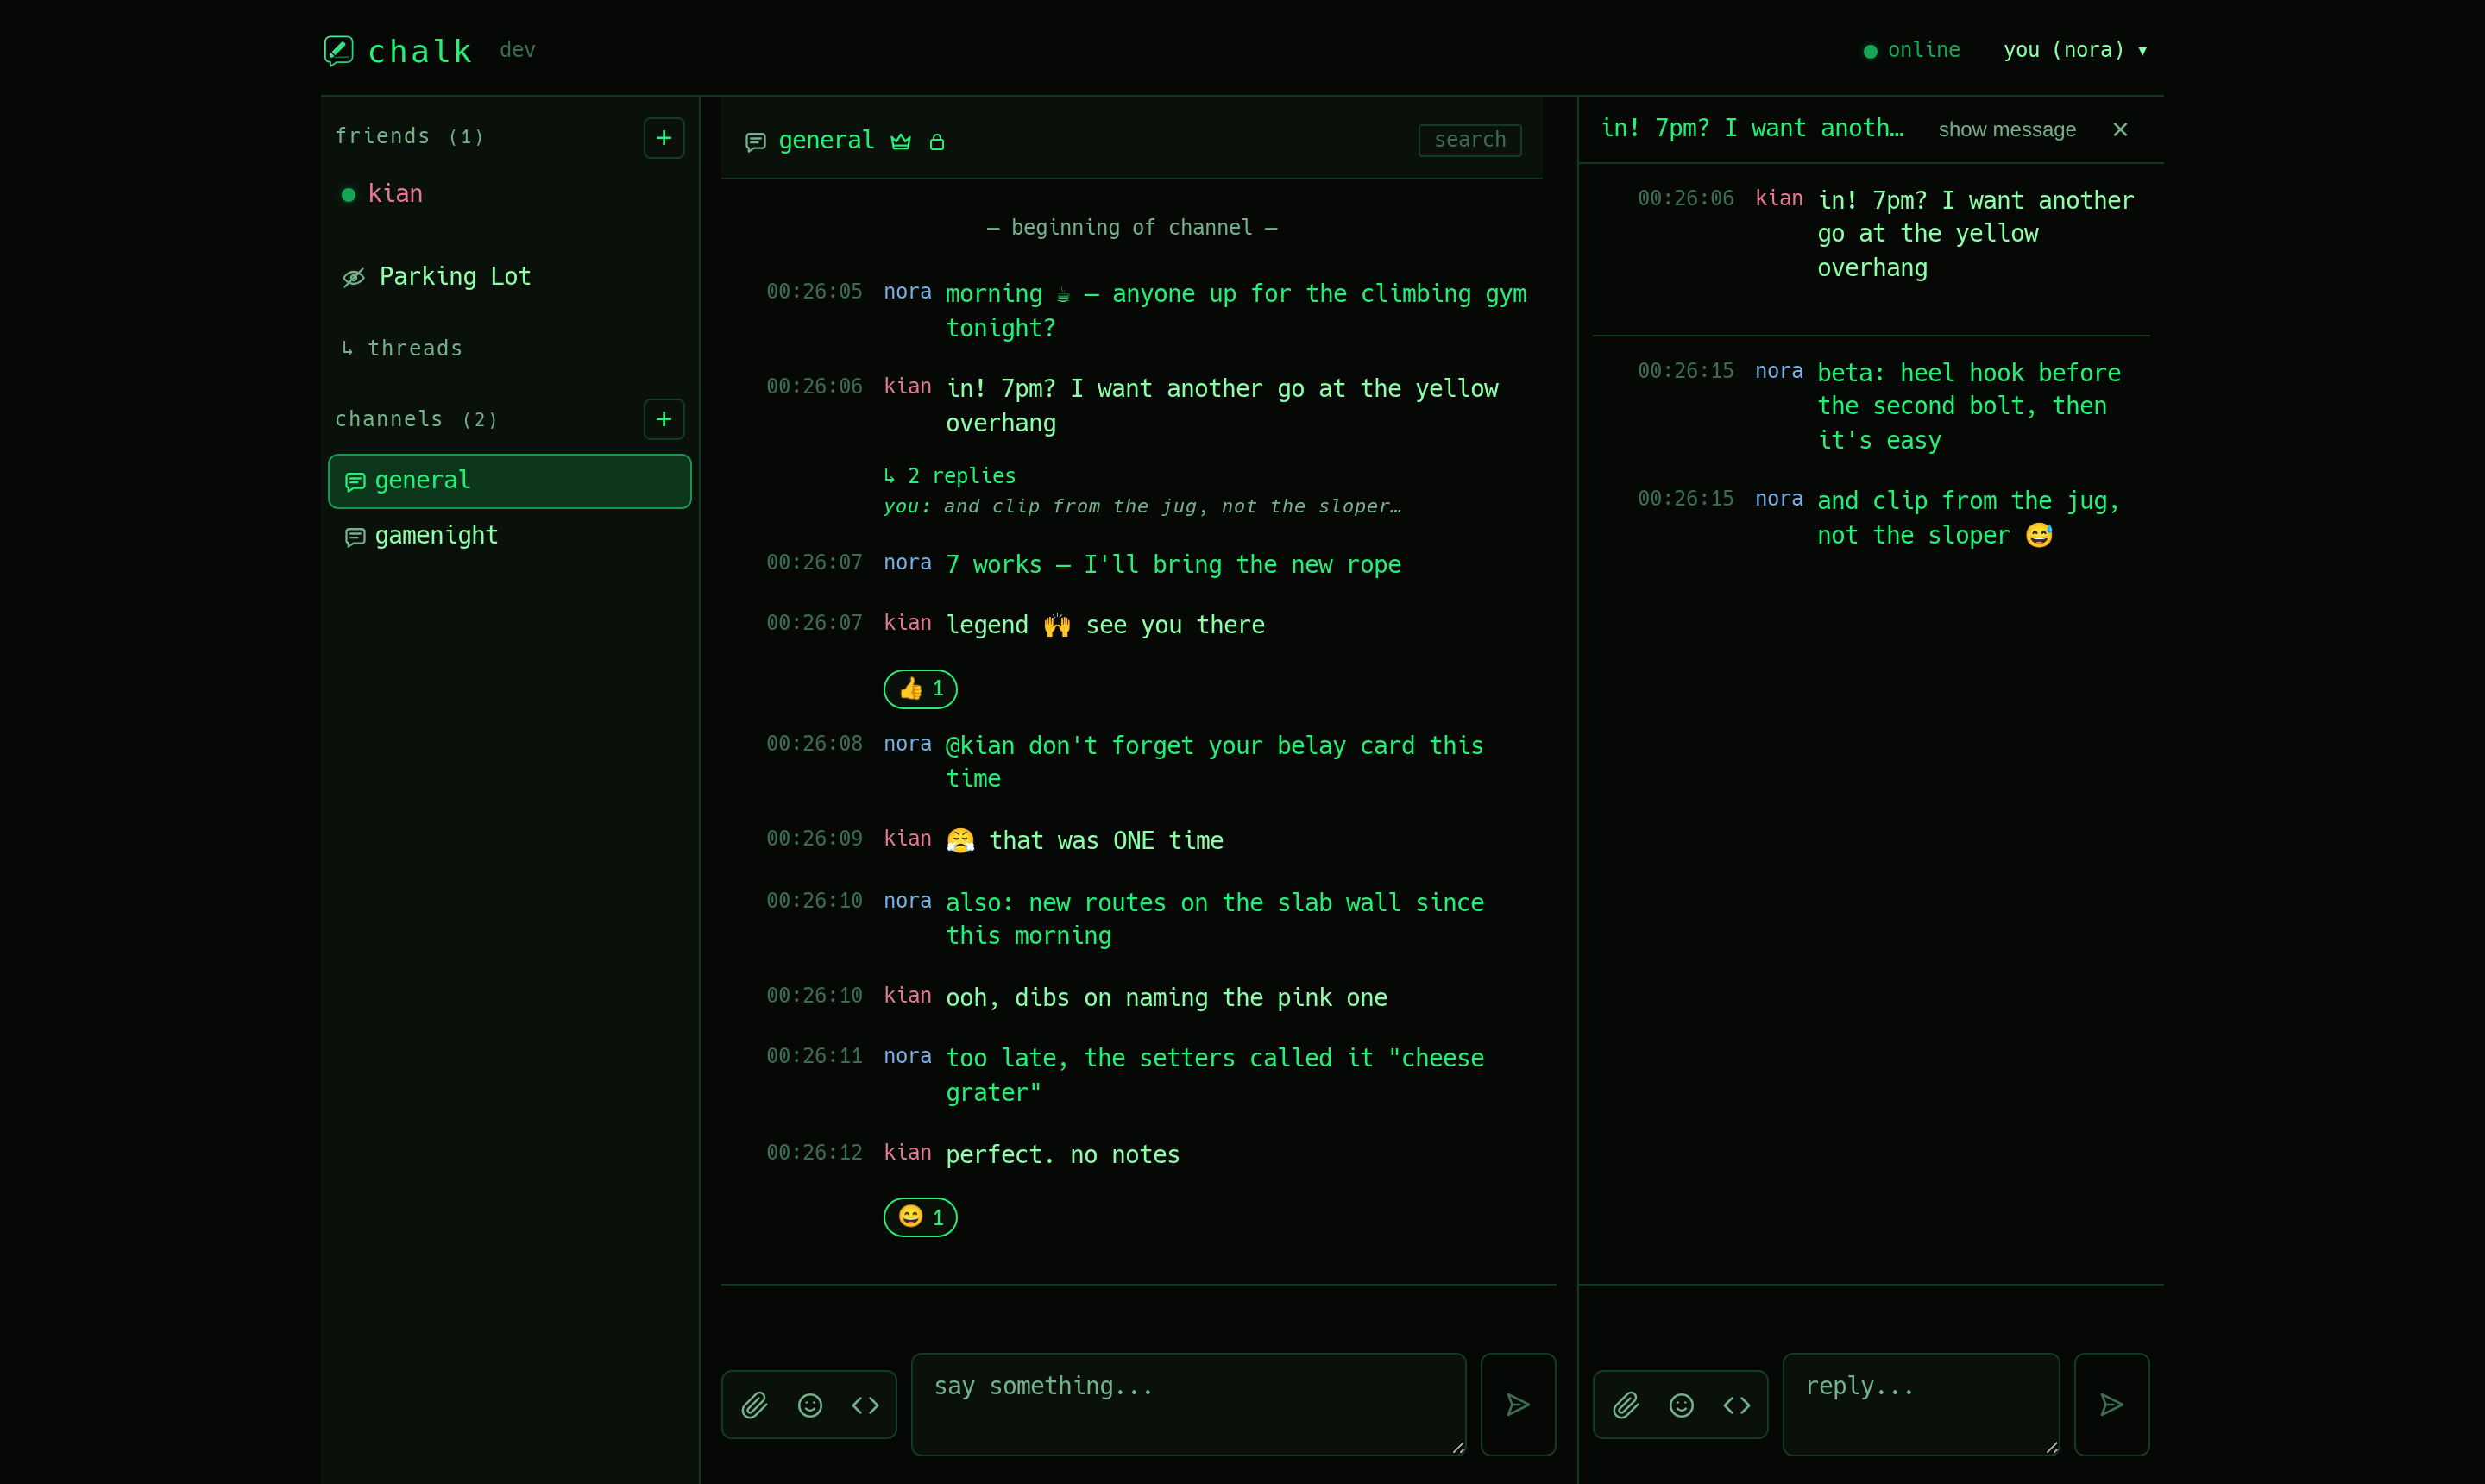 chalk dev
online you (nora) ▾
friends (1) +
kian
Parking Lot
↳ threads
channels (2) +
general
gamenight
general
search
— beginning of channel —
00:26:05 nora morning ☕ — anyone up for the climbing gym
tonight?
00:26:06 kian in! 7pm? I want another go at the yellow
overhang
↳ 2 replies
you: and clip from the jug, not the sloper…
00:26:07 nora 7 works — I'll bring the new rope
00:26:07 kian legend 🙌 see you there
👍 1
00:26:08 nora @kian don't forget your belay card this
time
00:26:09 kian 😤 that was ONE time
00:26:10 nora also: new routes on the slab wall since
this morning
00:26:10 kian ooh, dibs on naming the pink one
00:26:11 nora too late, the setters called it "cheese
grater"
00:26:12 kian perfect. no notes
😄 1
say something...
in! 7pm? I want anoth… show message ✕
00:26:06 kian in! 7pm? I want another
go at the yellow
overhang
00:26:15 nora beta: heel hook before
the second bolt, then
it's easy
00:26:15 nora and clip from the jug,
not the sloper 😅
reply...